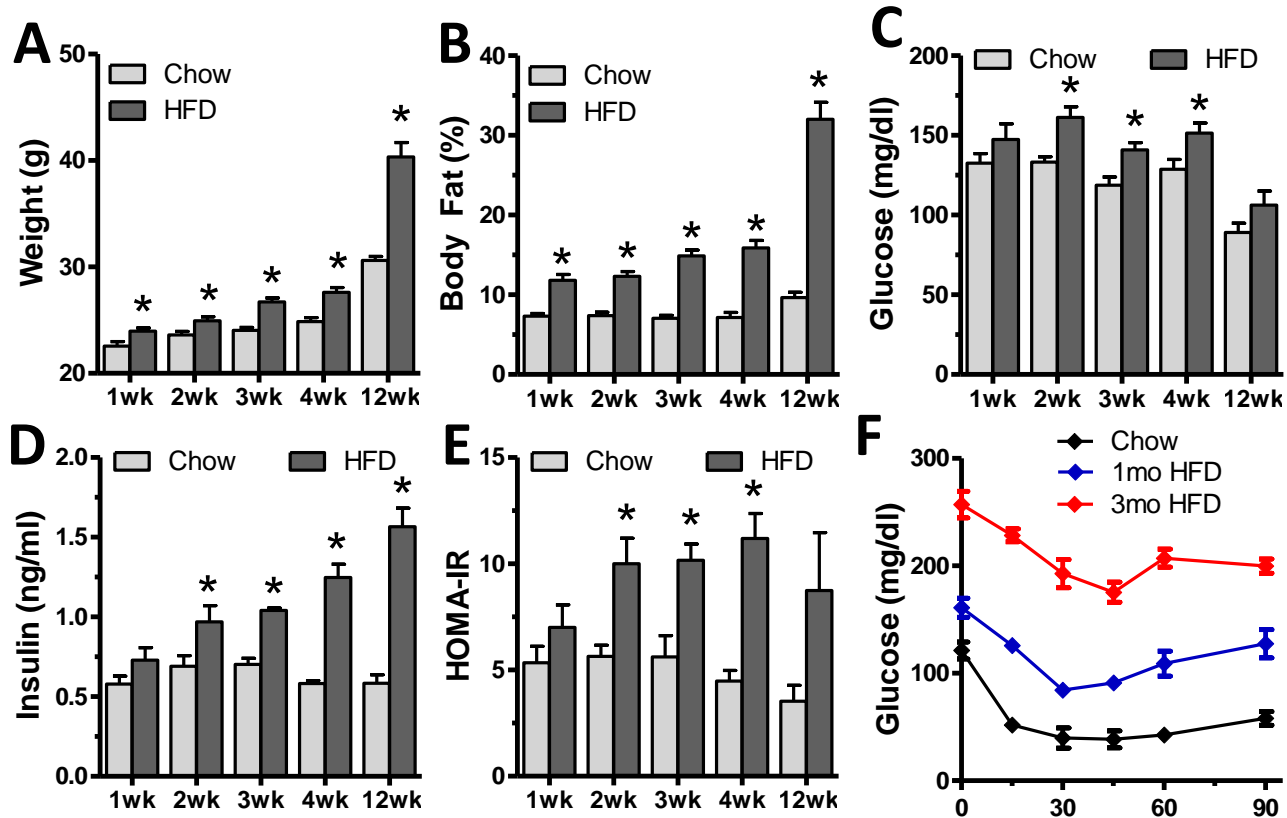 A
Weight (g)
50
40
30
20
Chow
HFD
*
*
*
*
*
1wk 2wk 3wk 4wk 12wk
B
Body Fat (%)
40
30
20
10
0
Chow
HFD
*
*
*
*
*
1wk 2wk 3wk 4wk 12wk
C
Glucose (mg/dl)
200
150
100
50
0
Chow HFD
*
*
*
1wk 2wk 3wk 4wk 12wk
D
Insulin (ng/ml)
2.0
1.5
1.0
0.5
0.0
Chow HFD
*
*
*
*
1wk 2wk 3wk 4wk 12wk
E
HOMA-IR
15
10
5
0
Chow HFD
*
*
*
1wk 2wk 3wk 4wk 12wk
F
Glucose (mg/dl)
300
200
100
0
Chow
1mo HFD
3mo HFD
0 30 60 90